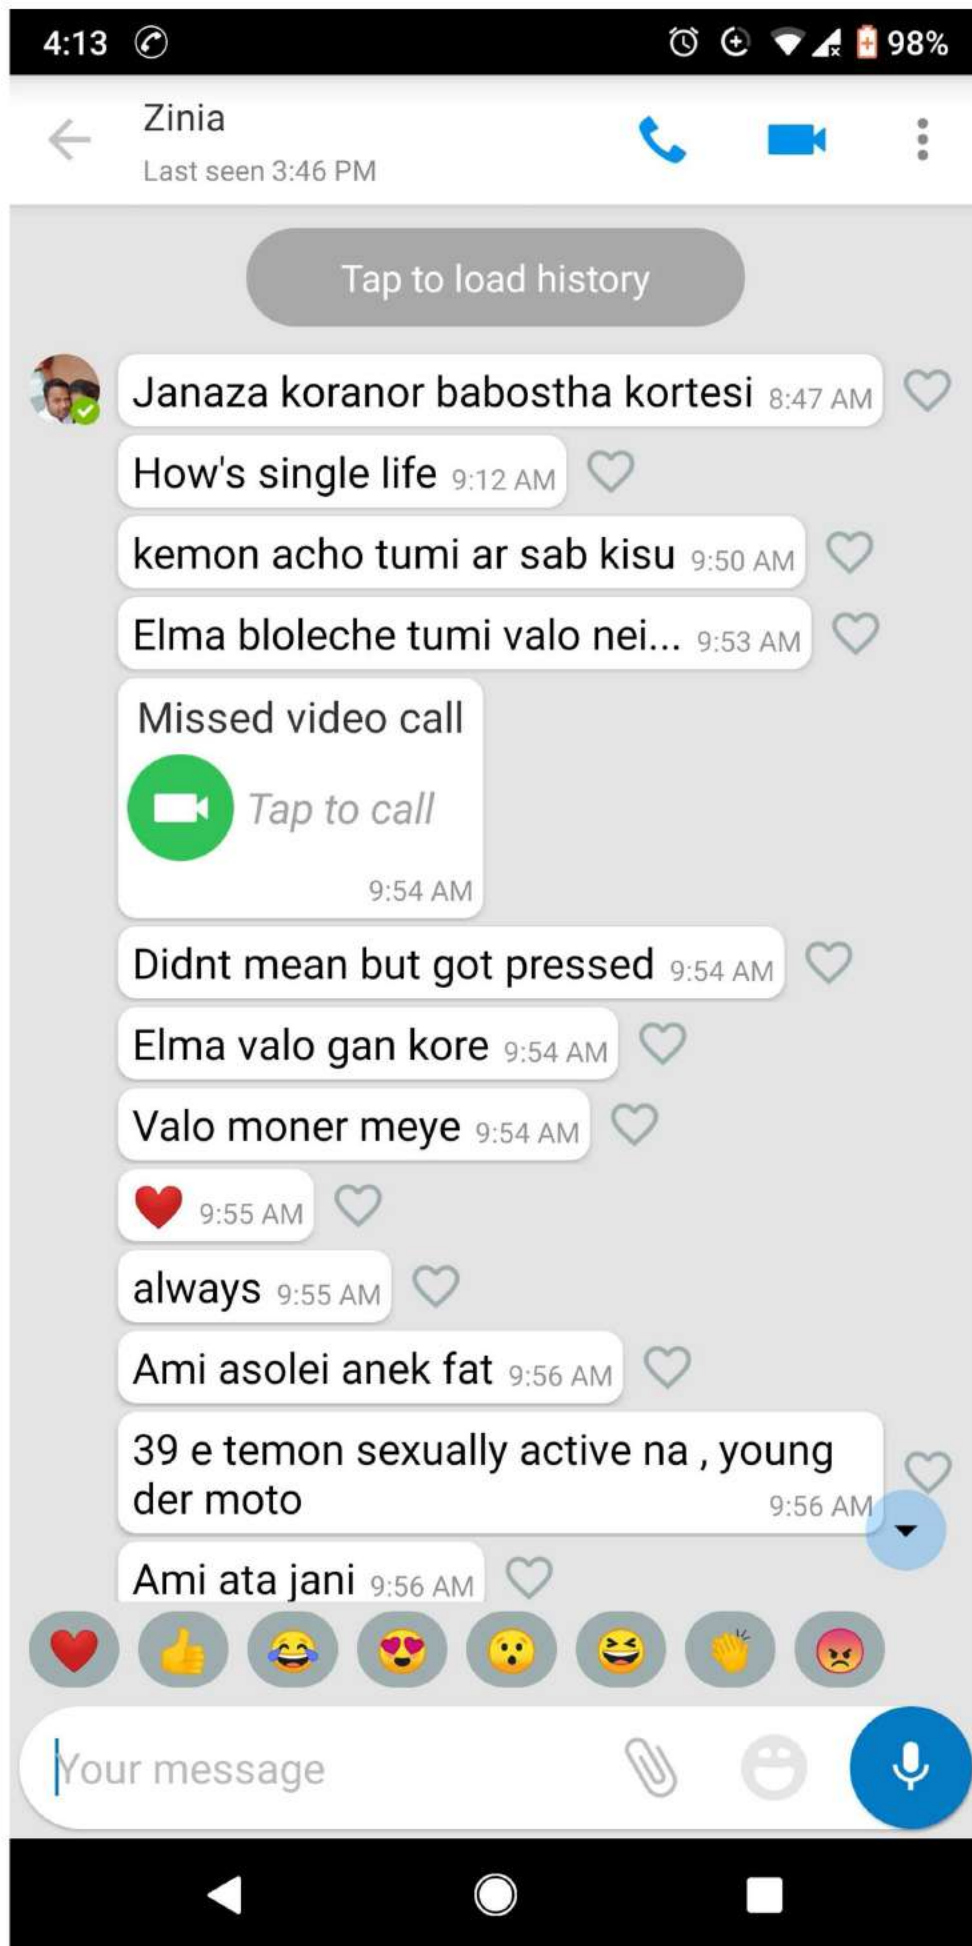 4:13
98%
Zinia
Last seen 3:46 PM
Tap to load history
Janaza koranor babostha kortesi 8:47 AM
How's single life 9:12 AM
kemon acho tumi ar sab kisu 9:50 AM
Elma bloleche tumi valo nei... 9:53 AM
Missed video call
Tap to call
9:54 AM
Didnt mean but got pressed 9:54 AM
Elma valo gan kore 9:54 AM
Valo moner meye 9:54 AM
❤️ 9:55 AM
always 9:55 AM
Ami asolei anek fat 9:56 AM
39 e temon sexually active na , young
der moto 9:56 AM
Ami ata jani 9:56 AM
Your message